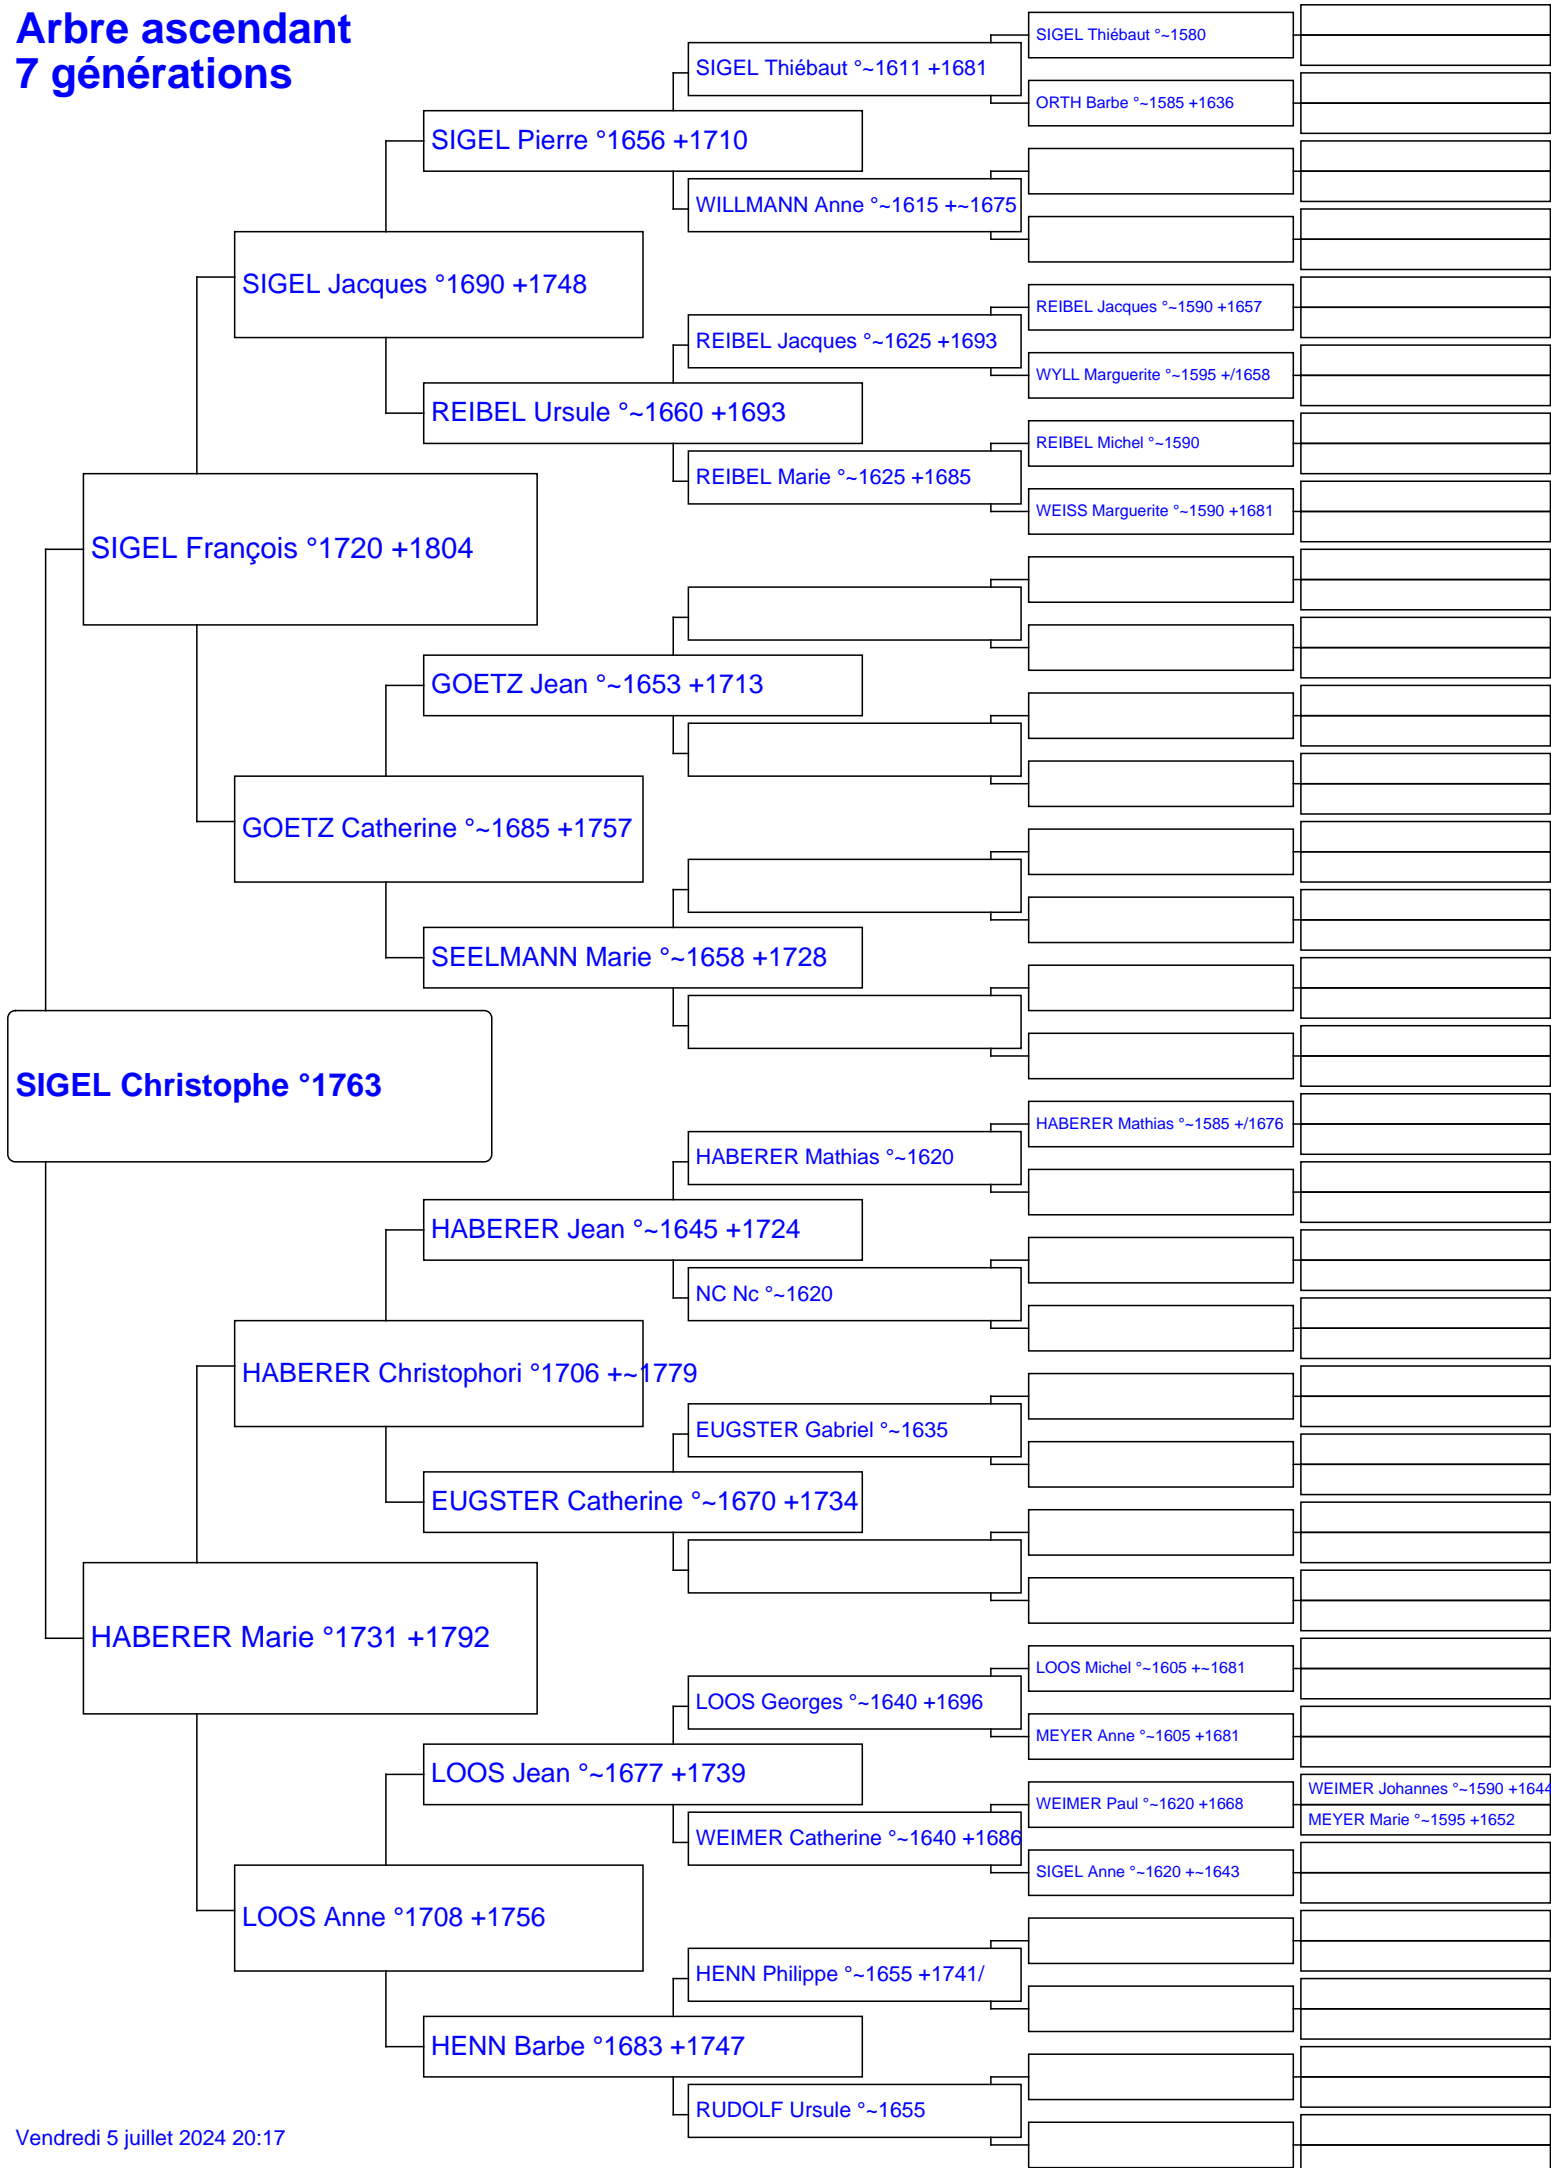 Arbre ascendant
7 générations
SIGEL Thiébaut °~1580
SIGEL Thiébaut °~1611 +1681
ORTH Barbe °~1585 +1636
SIGEL Pierre °1656 +1710
WILLMANN Anne °~1615 +~1675
SIGEL Jacques °1690 +1748
REIBEL Jacques °~1590 +1657
REIBEL Jacques °~1625 +1693
WYLL Marguerite °~1595 +/1658
REIBEL Ursule °~1660 +1693
REIBEL Michel °~1590
REIBEL Marie °~1625 +1685
WEISS Marguerite °~1590 +1681
SIGEL François °1720 +1804
GOETZ Jean °~1653 +1713
GOETZ Catherine °~1685 +1757
SEELMANN Marie °~1658 +1728
SIGEL Christophe °1763
HABERER Mathias °~1585 +/1676
HABERER Mathias °~1620
HABERER Jean °~1645 +1724
NC Nc °~1620
HABERER Christophori °1706 +~1779
EUGSTER Gabriel °~1635
EUGSTER Catherine °~1670 +1734
HABERER Marie °1731 +1792
LOOS Michel °~1605 +~1681
LOOS Georges °~1640 +1696
MEYER Anne °~1605 +1681
LOOS Jean °~1677 +1739
WEIMER Johannes °~1590 +1644
WEIMER Paul °~1620 +1668
MEYER Marie °~1595 +1652
WEIMER Catherine °~1640 +1686
SIGEL Anne °~1620 +~1643
LOOS Anne °1708 +1756
HENN Philippe °~1655 +1741/
HENN Barbe °1683 +1747
RUDOLF Ursule °~1655
Vendredi 5 juillet 2024 20:17